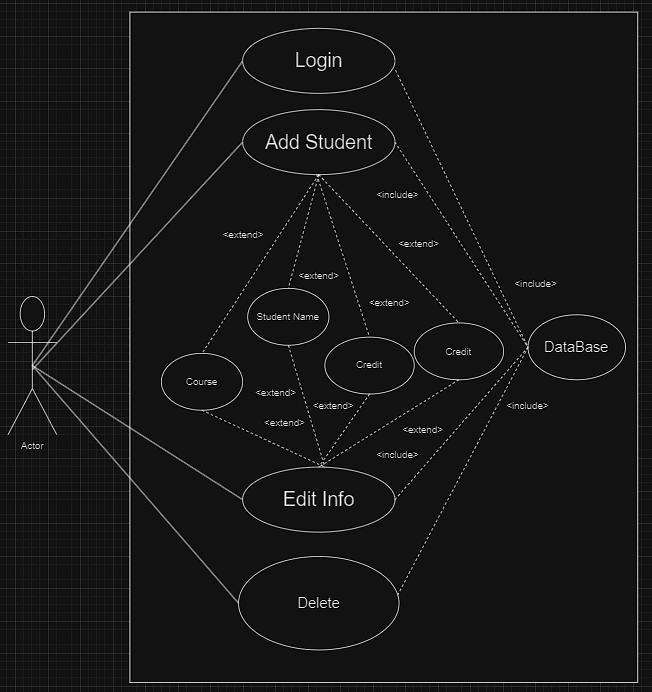 Login
Add Student
<include>
<extend>
<extend>
<extend>
<include>
<extend>
Student Name
DataBase
Credit
Credit
Course
<extend>
<extend>
<include>
<extend>
<extend>
Actor
<include>
Edit Info
Delete